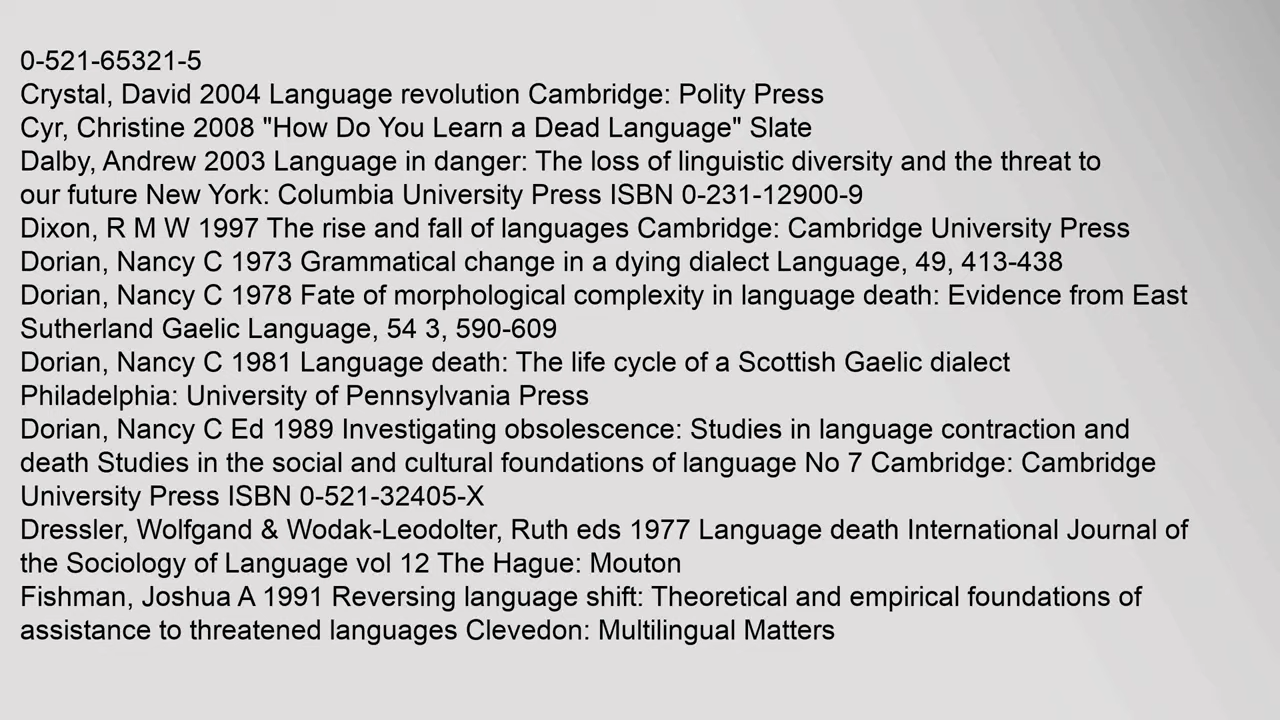 0-521-65321-5
Crystal, David 2004 Language revolution Cambridge: Polity Press
Cyr, Christine 2008 "How Do You Learn a Dead Language" Slate
Dalby, Andrew 2003 Language in danger: The loss of linguistic diversity and the threat to
our future New York: Columbia University Press ISBN 0-231-12900-9
Dixon, R M W 1997 The rise and fall of languages Cambridge: Cambridge University Press
Dorian, Nancy C 1973 Grammatical change in a dying dialect Language, 49, 413-438
Dorian, Nancy C 1978 Fate of morphological complexity in language death: Evidence from East
Sutherland Gaelic Language, 54 3, 590-609
Dorian, Nancy C 1981 Language death: The life cycle of a Scottish Gaelic dialect
Philadelphia: University of Pennsylvania Press
Dorian, Nancy C Ed 1989 Investigating obsolescence: Studies in language contraction and
death Studies in the social and cultural foundations of language No 7 Cambridge: Cambridge
University Press ISBN 0-521-32405-X
Dressler, Wolfgand & Wodak-Leodolter, Ruth eds 1977 Language death International Journal of
the Sociology of Language vol 12 The Hague: Mouton
Fishman, Joshua A 1991 Reversing language shift: Theoretical and empirical foundations of
assistance to threatened languages Clevedon: Multilingual Matters